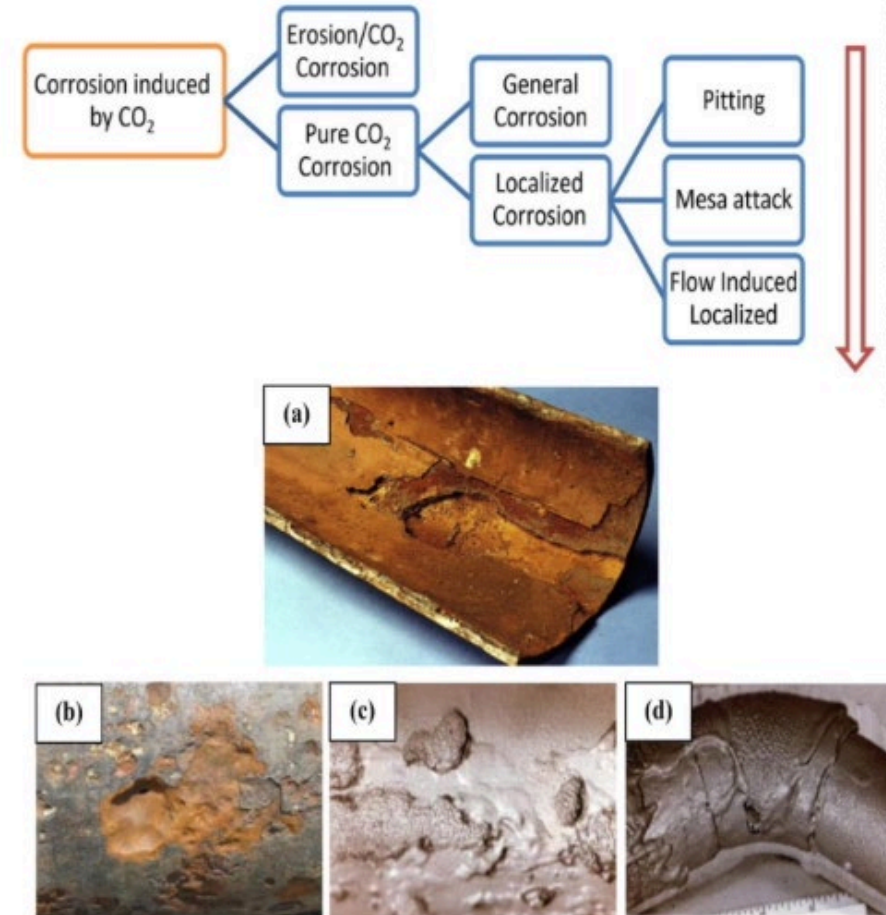 Corrosion induced
by CO₂
Erosion/CO₂
Corrosion
Pure CO₂
Corrosion
General
Corrosion
Localized
Corrosion
Pitting
Mesa attack
Flow Induced
Localized
(a)
(b)
(c)
(d)